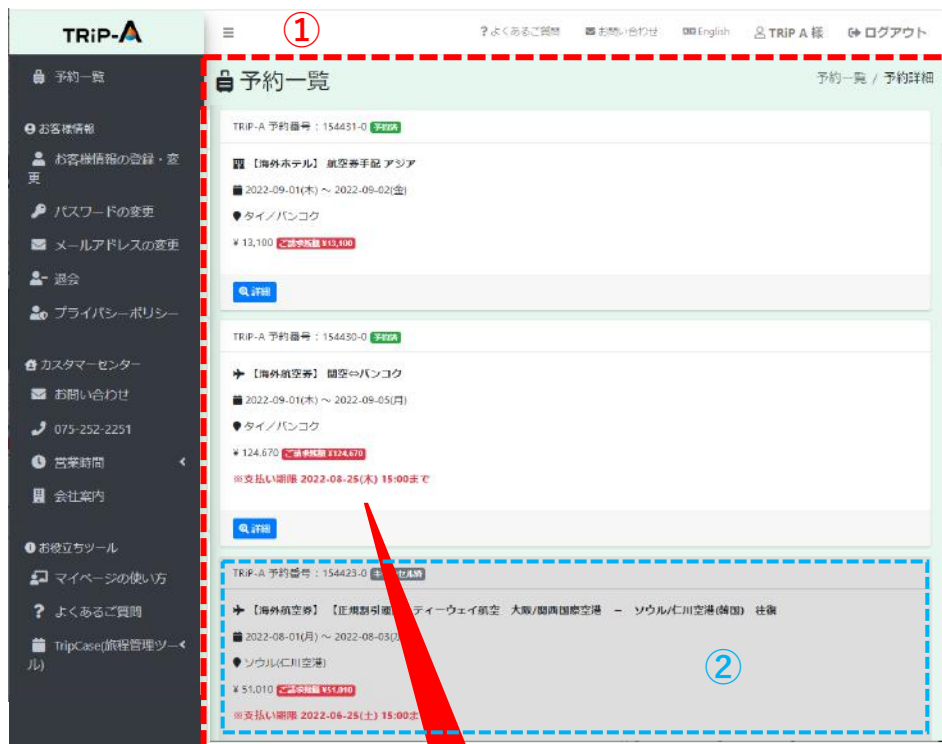 TRiP-A
①
?よくあるご質問 お問い合わせ English TRIP A 様 ログアウト
予約一覧
予約一覧
予約一覧 / 予約詳細
お客様情報
お客様情報の登録・変
更
パスワードの変更
メールアドレスの変更
退会
プライバシーポリシー
カスタマーセンター
お問い合わせ
075-252-2251
営業時間
会社案内
お役立ちツール
マイページの使い方
? よくあるご質問
TripCase(旅程管理ツー
ル)
TRiP-A 予約番号：154431-0 予約済
【海外ホテル】 航空券手配 アジア
2022-09-01(木) ～ 2022-09-02(金)
タイ／バンコク
¥ 13,100 ご請求残額 ¥13,100
詳細
TRiP-A 予約番号：154430-0 予約済
【海外航空券】 関空⇔バンコク
2022-09-01(木) ～ 2022-09-05(月)
タイ／バンコク
¥ 124,670 ご請求残額 ¥124,670
※支払い期限 2022-08-25(木) 15:00まで
詳細
TRiP-A 予約番号：154423-0
【海外航空券】 【正規割引 ティーウェイ航空 大阪/関西国際空港 － ソウル/仁川空港(韓国) 往復
2022-08-01(月) ～ 2022-08-03(
ソウル(仁川空港)
②
¥ 51,010 ご請求残額 ¥51,010
※支払い期限 2022-06-25(土) 15:00ま